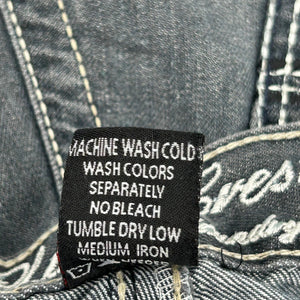 MACHINE WASH COLD
WASH COLORS
SEPARATELY
NO BLEACH
TUMBLE DRY LOW
MEDIUM IRON